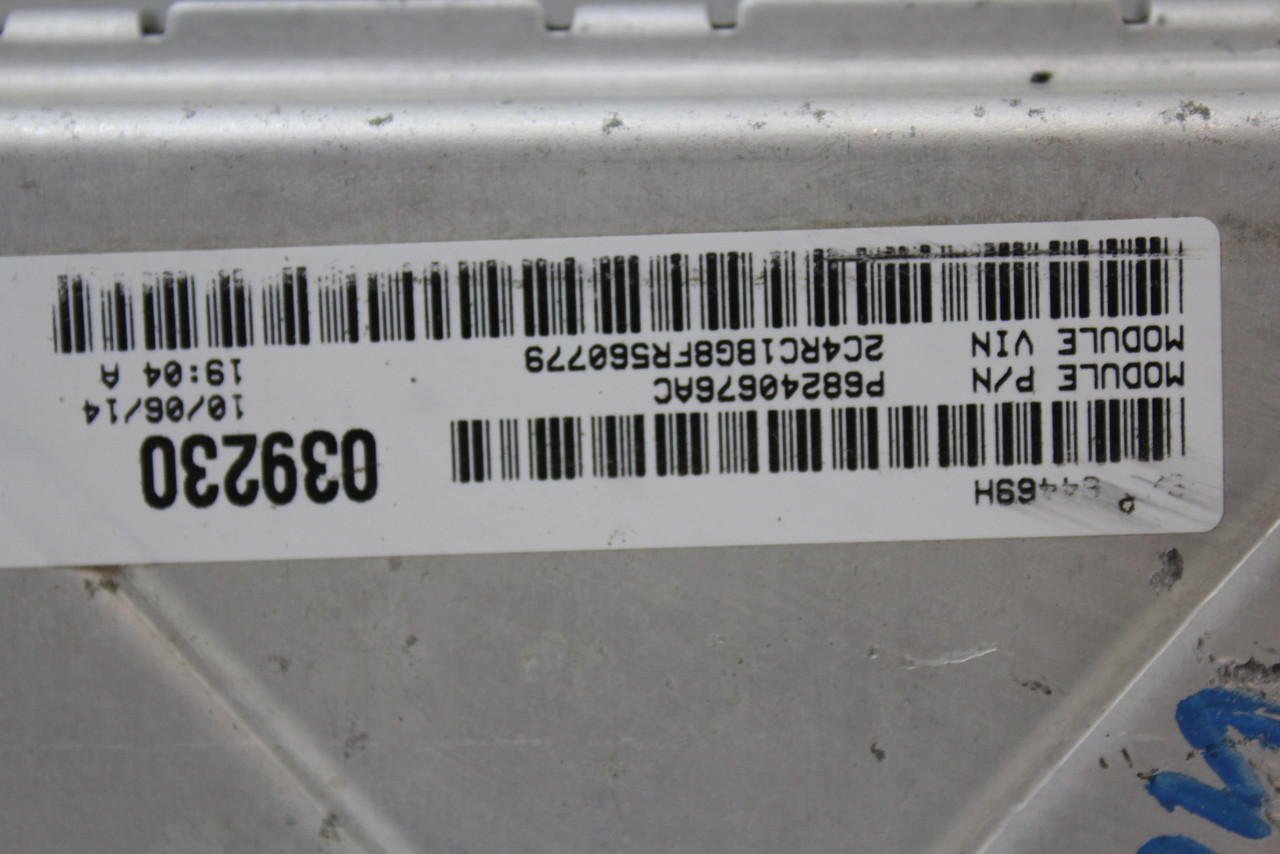 039230
10/06/14
19:04 A
MODULE P/N P68240676AC
MODULE VIN 2C4RC1BG8FR560779